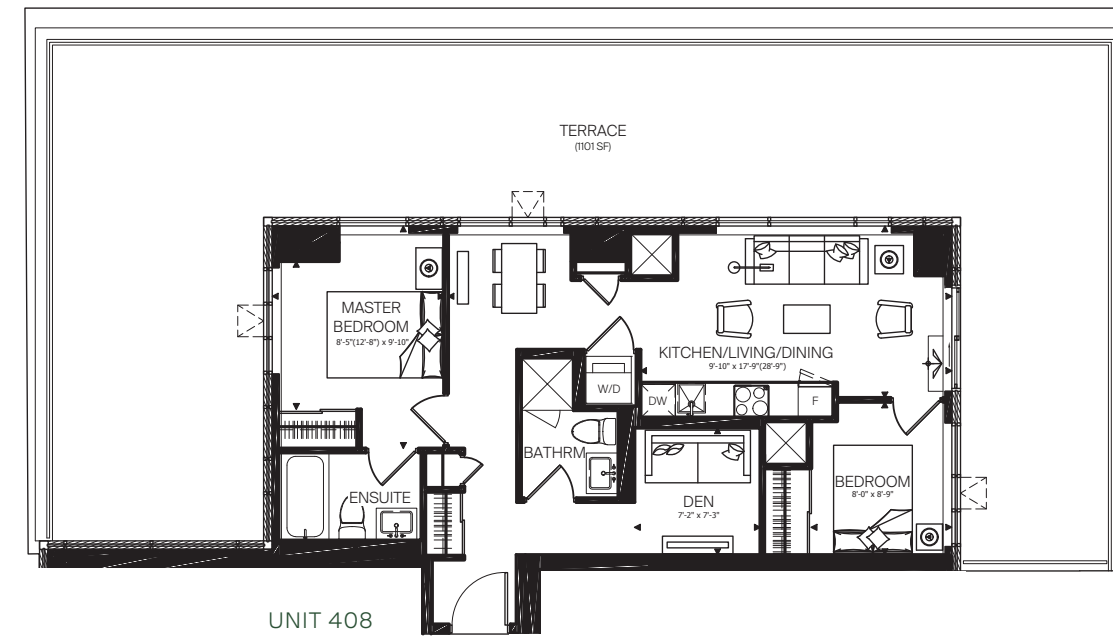 TERRACE
(1101 SF)
MASTER
BEDROOM
8'-5"(12'-8") x 9'-10"
KITCHEN/LIVING/DINING
9'-10" x 17'-9"(28'-9")
W/D
DW
F
BATHRM
ENSUITE
DEN
7'-2" x 7'-3"
BEDROOM
8'-0" x 8'-9"
UNIT 408